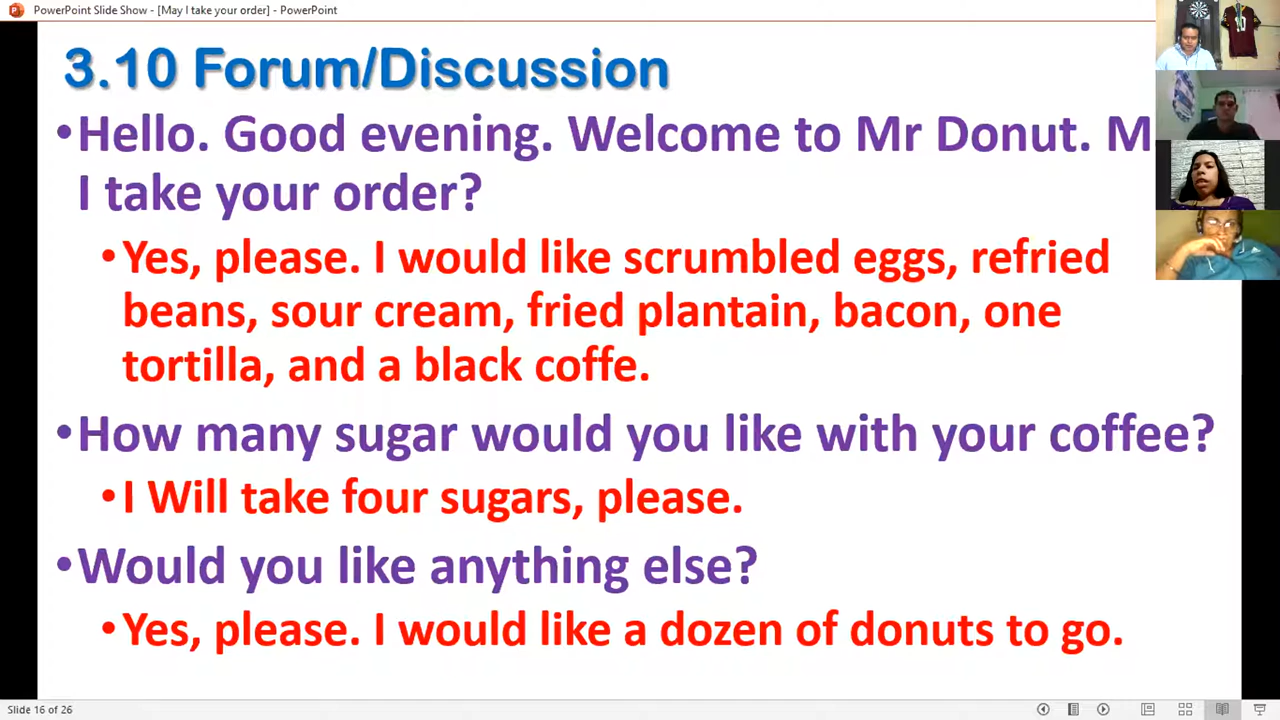 PowerPoint Slide Show - [May I take your order] - PowerPoint
3.10 Forum/Discussion
•Hello. Good evening. Welcome to Mr Donut. M
I take your order?
•Yes, please. I would like scrumbled eggs, refried
beans, sour cream, fried plantain, bacon, one
tortilla, and a black coffe.
•How many sugar would you like with your coffee?
•I Will take four sugars, please.
•Would you like anything else?
•Yes, please. I would like a dozen of donuts to go.
Slide 16 of 26